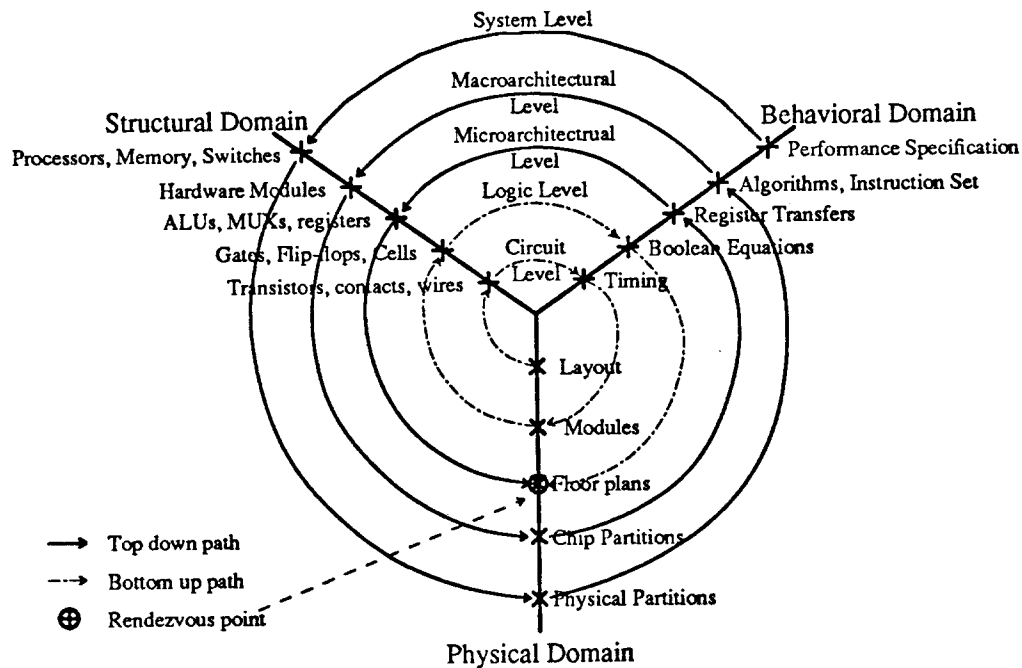 System Level
Macroarchitectural
Level
Structural Domain
Behavioral Domain
Microarchitectrual
Level
Processors, Memory, Switches
Performance Specification
Hardware Modules
Algorithms, Instruction Set
Logic Level
ALUs, MUXs, registers
Register Transfers
Gates, Flip-flops, Cells
Circuit
Level
Boolean Equations
Transistors, contacts, wires
Timing
Layout
Modules
Floor plans
Chip Partitions
Physical Partitions
Top down path
Bottom up path
Rendezvous point
Physical Domain